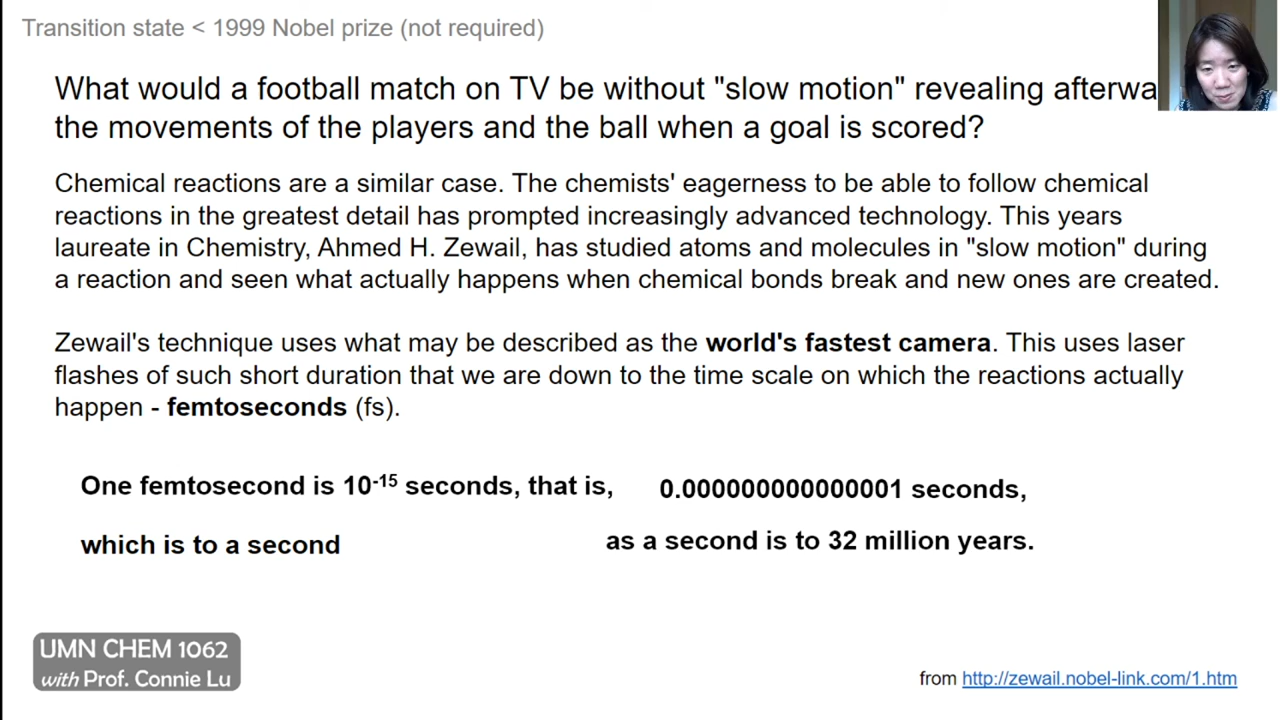 Transition state < 1999 Nobel prize (not required)
What would a football match on TV be without "slow motion" revealing
the movements of the players and the ball when a goal is scored?
Chemical reactions are a similar case. The chemists' eagerness to be able to follow chemical
reactions in the greatest detail has prompted increasingly advanced technology. This years
laureate in Chemistry, Ahmed H. Zewail, has studied atoms and molecules in "slow motion" during
a reaction and seen what actually happens when chemical bonds break and new ones are created.
Zewail's technique uses what may be described as the world's fastest camera. This uses laser
flashes of such short duration that we are down to the time scale on which the reactions actually
happen - femtoseconds (fs).
One femtosecond is 10⁻¹⁵ seconds, that is, 0.000000000000001 seconds,
which is to a second as a second is to 32 million years.
UMN CHEM 1062
with Prof. Connie Lu
from http://zewail.nobel-link.com/1.htm